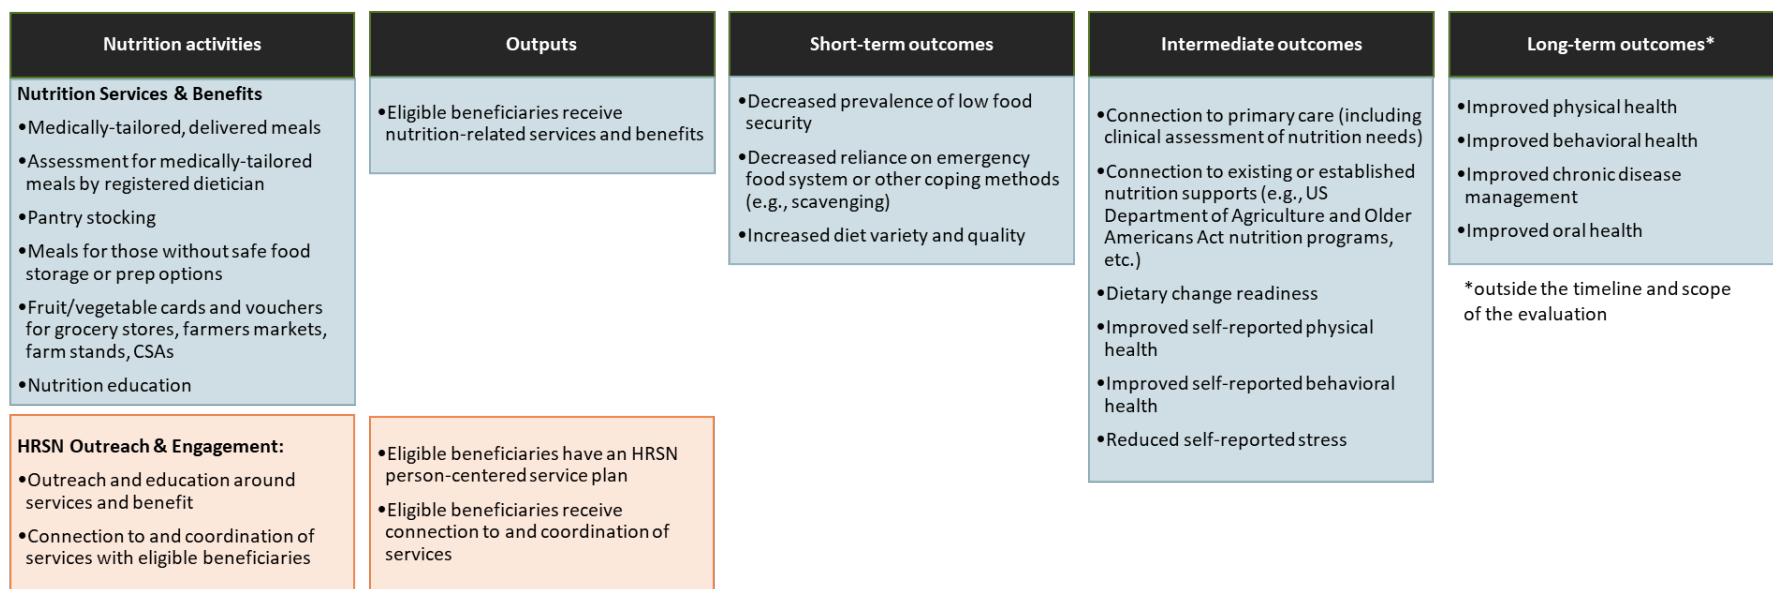 Nutrition activities
Nutrition Services & Benefits
•Medically-tailored, delivered meals
•Assessment for medically-tailored
meals by registered dietician
•Pantry stocking
•Meals for those without safe food
storage or prep options
•Fruit/vegetable cards and vouchers
for grocery stores, farmers markets,
farm stands, CSAs
•Nutrition education
HRSN Outreach & Engagement:
•Outreach and education around
services and benefit
•Connection to and coordination of
services with eligible beneficiaries
Outputs
•Eligible beneficiaries receive
nutrition-related services and benefits
•Eligible beneficiaries have an HRSN
person-centered service plan
•Eligible beneficiaries receive
connection to and coordination of
services
Short-term outcomes
•Decreased prevalence of low food
security
•Decreased reliance on emergency
food system or other coping methods
(e.g., scavenging)
•Increased diet variety and quality
Intermediate outcomes
•Connection to primary care (including
clinical assessment of nutrition needs)
•Connection to existing or established
nutrition supports (e.g., US
Department of Agriculture and Older
Americans Act nutrition programs,
etc.)
•Dietary change readiness
•Improved self-reported physical
health
•Improved self-reported behavioral
health
•Reduced self-reported stress
Long-term outcomes*
•Improved physical health
•Improved behavioral health
•Improved chronic disease
management
•Improved oral health
*outside the timeline and scope
of the evaluation